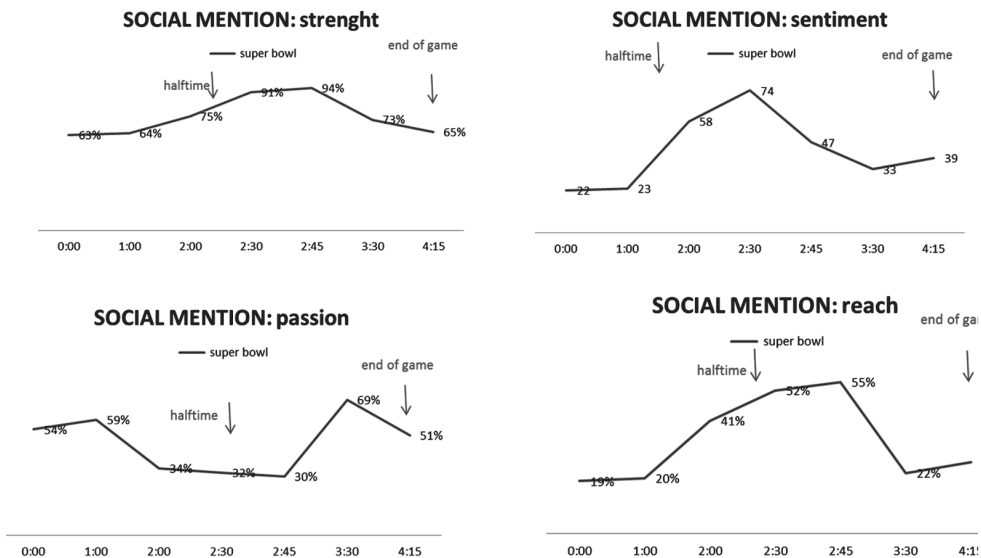 SOCIAL MENTION: strenght
super bowl
end of game
halftime
63%
64%
75%
91%
94%
73%
65%
0:00 1:00 2:00 2:30 2:45 3:30 4:15
SOCIAL MENTION: sentiment
halftime
super bowl
end of game
22
23
58
74
47
33
39
0:00 1:00 2:00 2:30 2:45 3:30 4:15
SOCIAL MENTION: passion
super bowl
end of game
halftime
54%
59%
34%
32%
30%
69%
51%
0:00 1:00 2:00 2:30 2:45 3:30 4:15
SOCIAL MENTION: reach
end of ga
super bowl
halftime
19%
20%
41%
52%
55%
22%
0:00 1:00 2:00 2:30 2:45 3:30